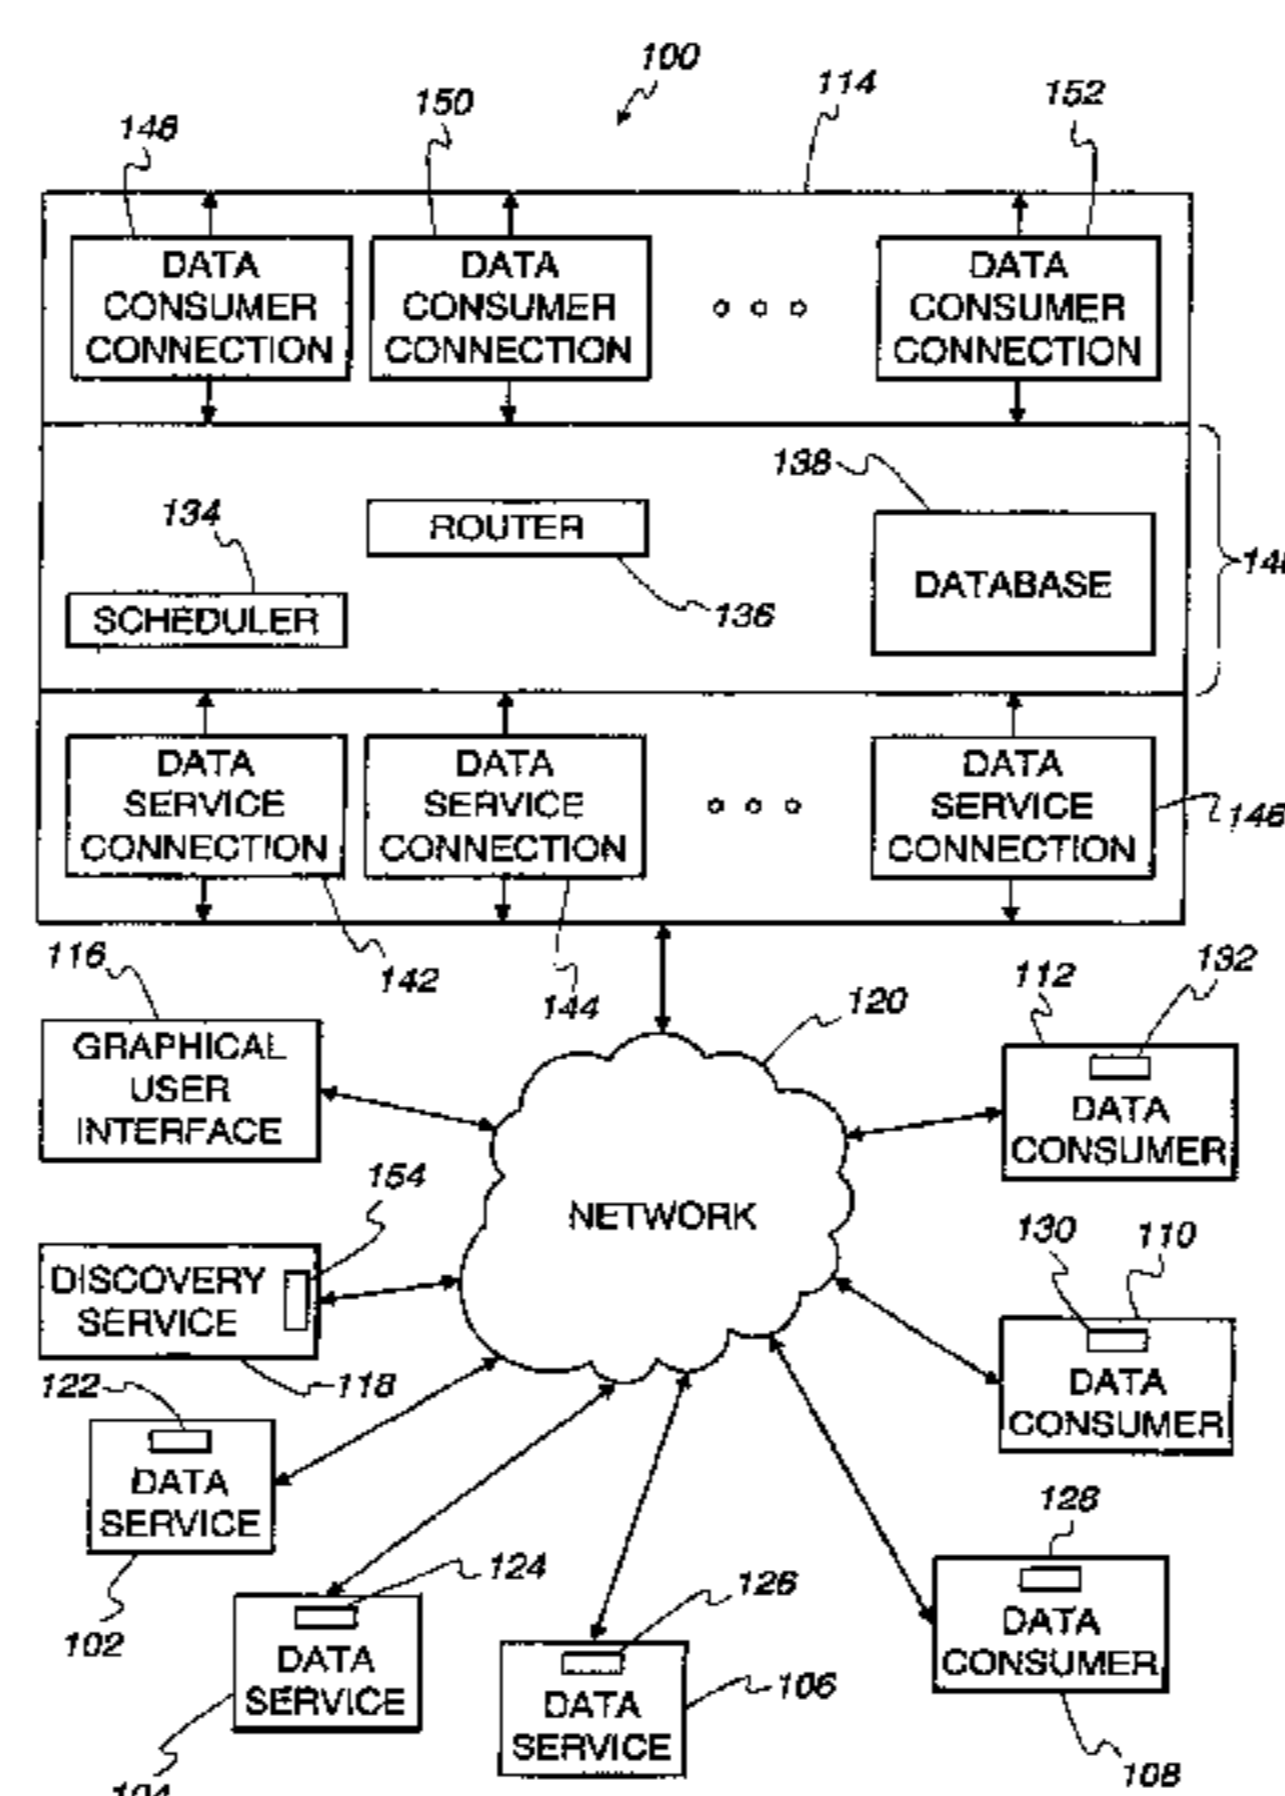 100
114
152
150
148
DATA CONSUMER CONNECTION
DATA CONSUMER CONNECTION
DATA CONSUMER CONNECTION
138
134
ROUTER
DATABASE
136
SCHEDULER
DATA SERVICE CONNECTION
DATA SERVICE CONNECTION
DATA SERVICE CONNECTION
146
142
144
116
GRAPHICAL USER INTERFACE
120
112
132
DATA CONSUMER
NETWORK
154
DISCOVERY SERVICE
118
130
110
DATA CONSUMER
122
DATA SERVICE
102
124
DATA SERVICE
126
DATA SERVICE
106
128
DATA CONSUMER
108